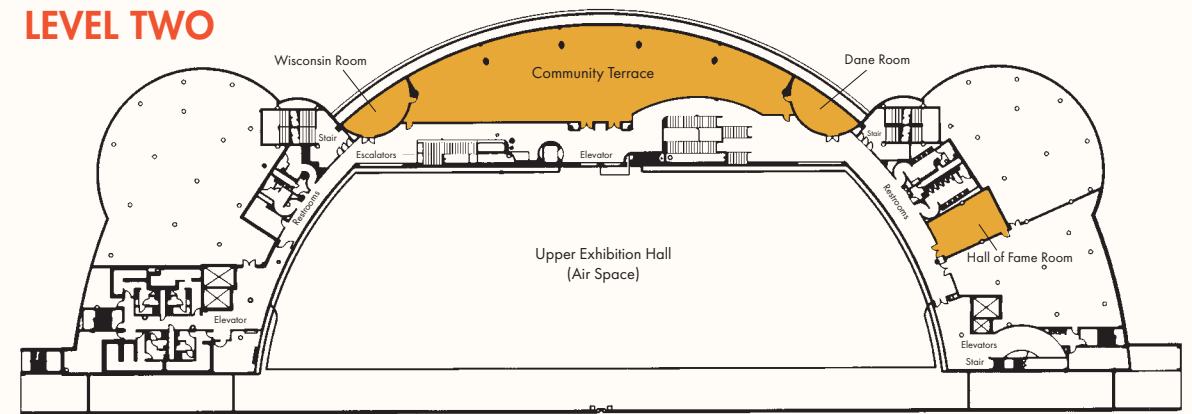 LEVEL TWO
Wisconsin Room
Community Terrace
Dane Room
Stair
Escalators
Elevator
Stair
Restrooms
Restrooms
Upper Exhibition Hall
(Air Space)
Hall of Fame Room
Elevator
Elevators
Stair